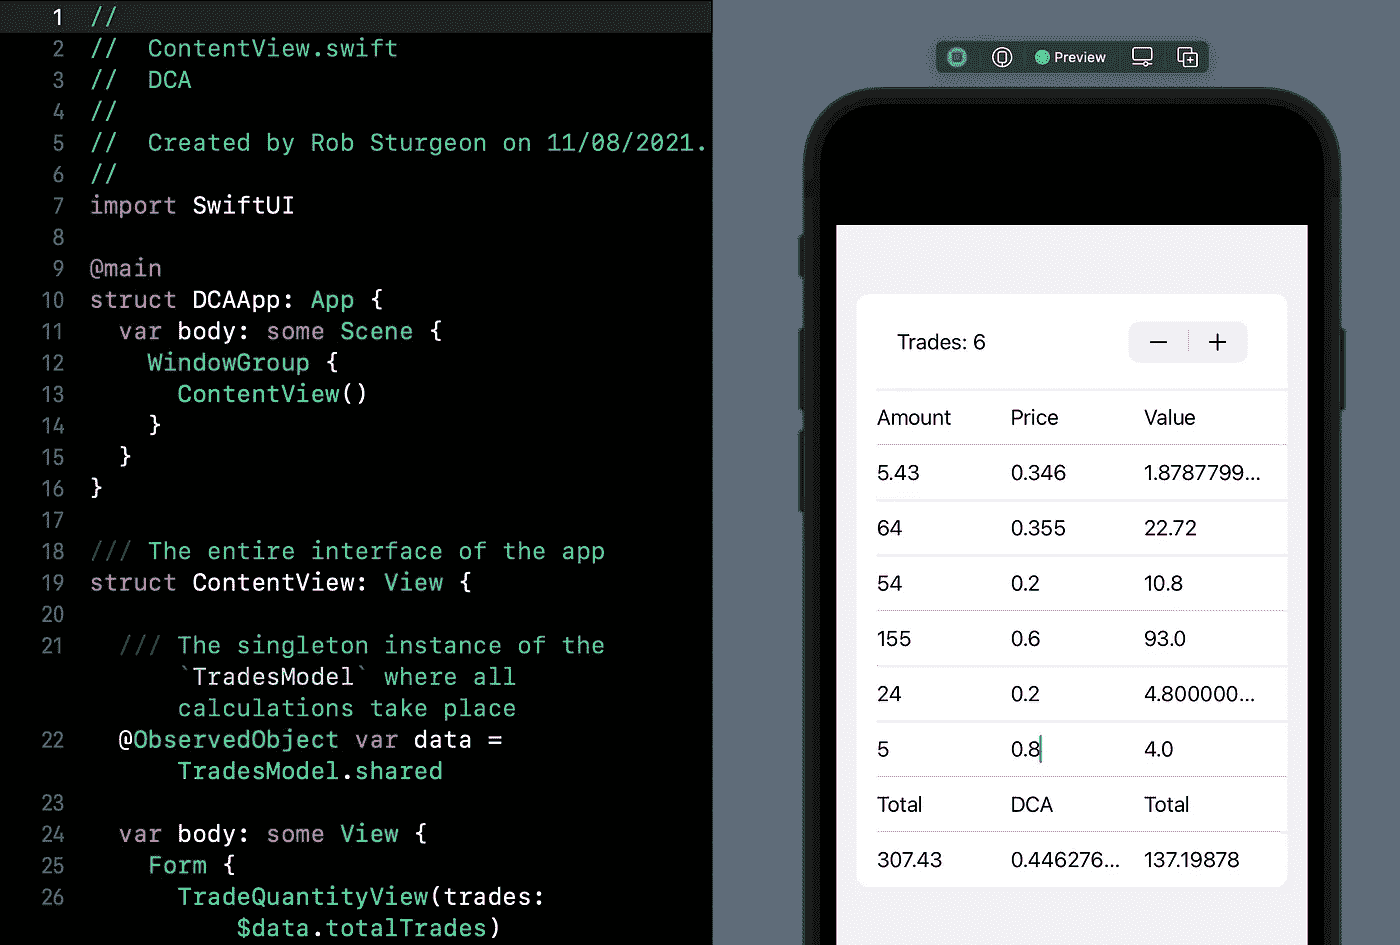 1 //
2 //  ContentView.swift
3 //  DCA
4 //
5 //  Created by Rob Sturgeon on 11/08/2021.
6 //
7 import SwiftUI
8
9 @main
10 struct DCAApp: App {
11   var body: some Scene {
12     WindowGroup {
13       ContentView()
14     }
15   }
16 }
17
18 /// The entire interface of the app
19 struct ContentView: View {
20
21   /// The singleton instance of the
`TradesModel` where all
calculations take place
22   @ObservedObject var data =
TradesModel.shared
23
24   var body: some View {
25     Form {
26       TradeQuantityView(trades:
$data.totalTrades)
Preview
Trades: 6 − +
Amount Price Value
5.43 0.346 1.8787799...
64 0.355 22.72
54 0.2 10.8
155 0.6 93.0
24 0.2 4.800000...
5 0.8 4.0
Total DCA Total
307.43 0.446276... 137.19878